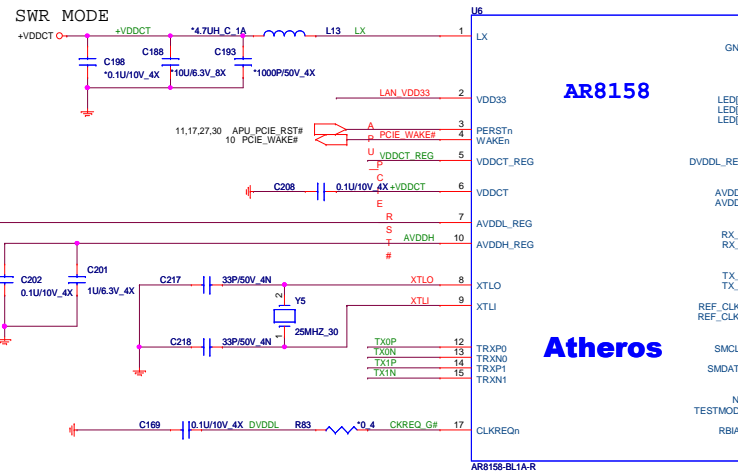 SWR MODE
U6
+VDDCT
+VDDCT
*4.7UH_C_1A
L13
LX
1
LX
C198
*0.1U/10V_4X
C188
*10U/6.3V_8X
C193
*1000P/50V_4X
GN
AR8158
LAN_VDD33
2
VDD33
LED[
LED[
LED[
11,17,27,30
APU_PCIE_RST#
3
PERSTn
10
PCIE_WAKE#
PCIE_WAKE#
4
WAKEn
APU_PCIE_RST#
VDDCT_REG
5
VDDCT_REG
DVDDL_RE
C208
0.1U/10V_4X
+VDDCT
6
VDDCT
AVDD
AVDD
7
AVDDL_REG
AVDDH
10
AVDDH_REG
RX_
RX_
C202
0.1U/10V_4X
C201
1U/6.3V_4X
C217
33P/50V_4N
XTLO
8
XTLO
TX_
TX_
2
Y5
1
25MHZ_30
XTLI
9
XTLI
REF_CLK
REF_CLK
C218
33P/50V_4N
Atheros
TX0P
12
TRXP0
TX0N
13
TRXN0
TX1P
14
TRXP1
TX1N
15
TRXN1
SMCL
SMDAT
N
TESTMOD
C169
0.1U/10V_4X
DVDDL
R83
*0_4
CKREQ_G#
17
CLKREQn
RBIA
AR8158-BL1A-R